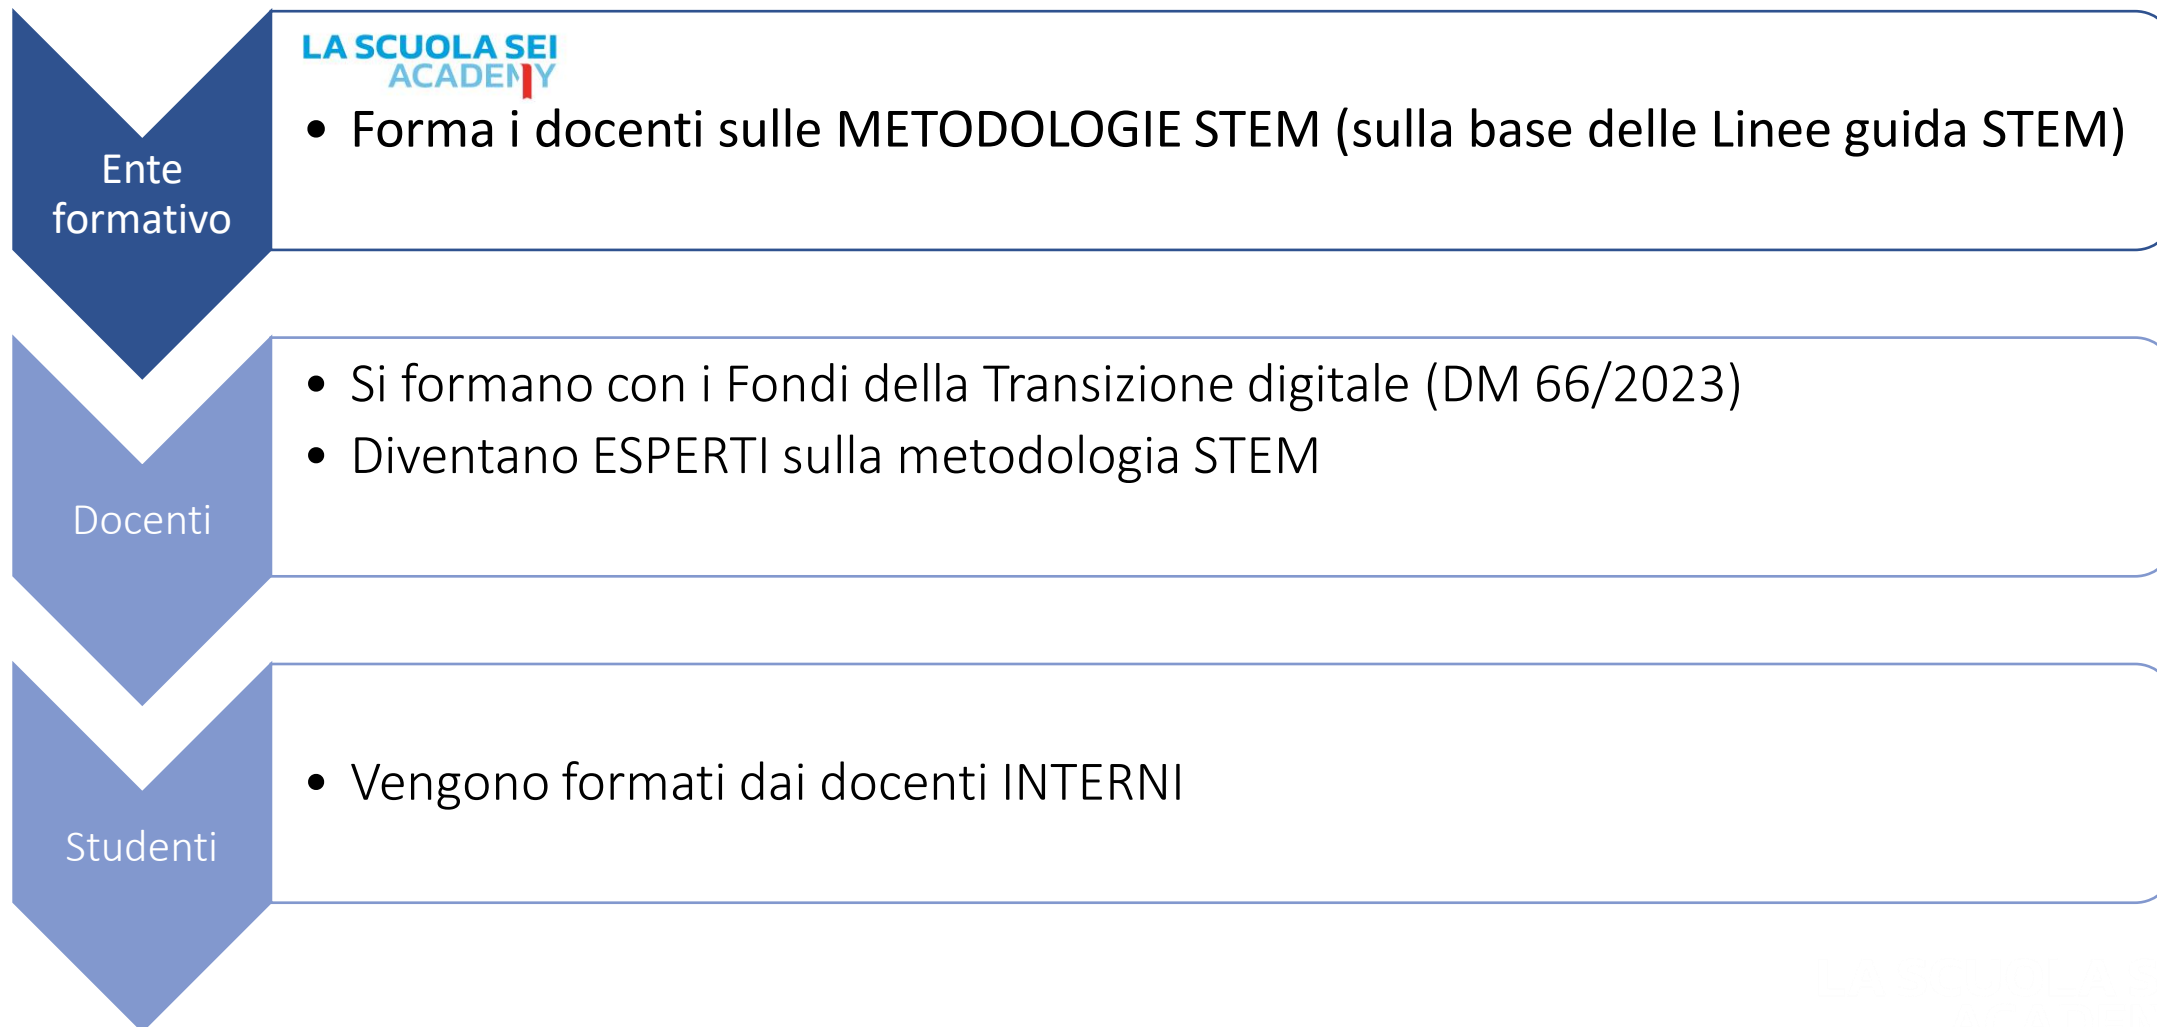 LA SCUOLA SEI
ACADEMY
• Forma i docenti sulle METODOLOGIE STEM (sulla base delle Linee guida STEM)
Ente
formativo
• Si formano con i Fondi della Transizione digitale (DM 66/2023)
• Diventano ESPERTI sulla metodologia STEM
Docenti
• Vengono formati dai docenti INTERNI
Studenti